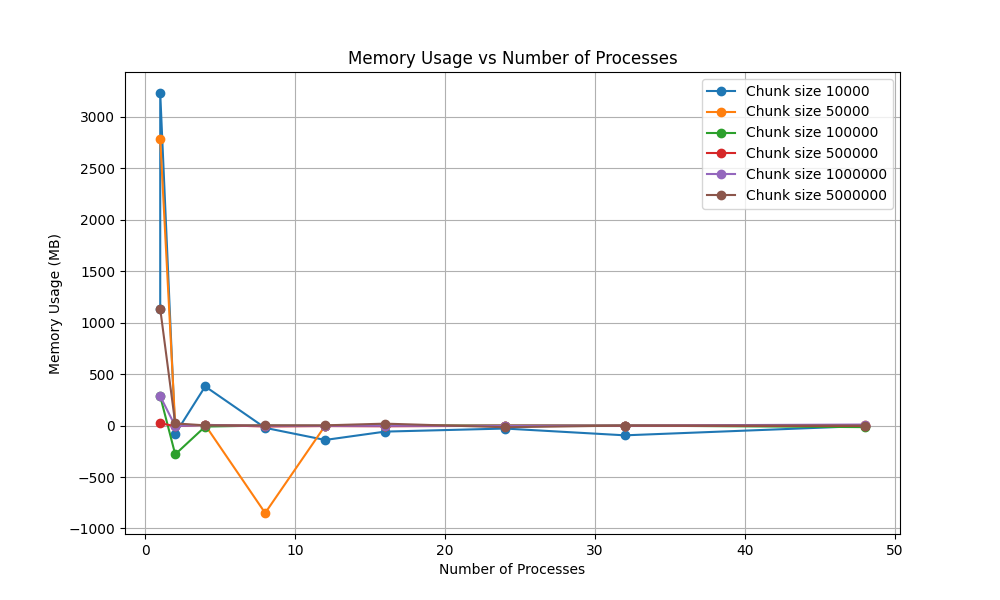 Memory Usage vs Number of Processes
Chunk size 10000
Chunk size 50000
Chunk size 100000
Chunk size 500000
Chunk size 1000000
Chunk size 5000000
Memory Usage (MB)
3000
2500
2000
1500
1000
500
0
−500
−1000
0 10 20 30 40 50
Number of Processes